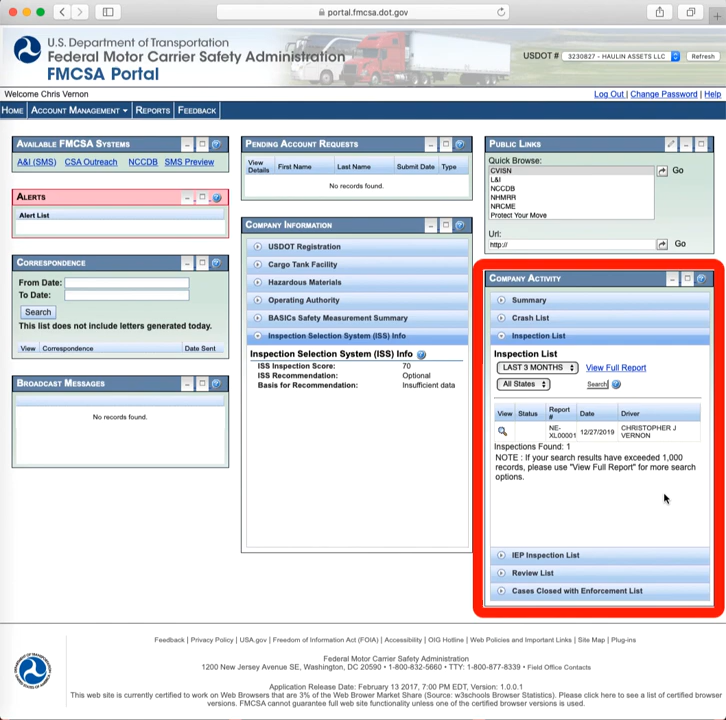 portal.fmcsa.dot.gov
U.S. Department of Transportation
Federal Motor Carrier Safety Administration
FMCSA Portal
USDOT # 3230827 - HAULIN ASSETS LLC Refresh
Welcome Chris Vernon
Log Out | Change Password | Help
HOME ACCOUNT MANAGEMENT REPORTS FEEDBACK
AVAILABLE FMCSA SYSTEMS
A&I (SMS) CSA Outreach NCCDB SMS Preview
ALERTS
Alert List
CORRESPONDENCE
From Date:
To Date:
Search
This list does not include letters generated today.
View Correspondence Date Sent
BROADCAST MESSAGES
No records found.
PENDING ACCOUNT REQUESTS
View Details First Name Last Name Submit Date Type
No records found.
COMPANY INFORMATION
USDOT Registration
Cargo Tank Facility
Hazardous Materials
Operating Authority
BASICs Safety Measurement Summary
Inspection Selection System (ISS) Info
Inspection Selection System (ISS) Info
ISS Inspection Score: 70
ISS Recommendation: Optional
Basis for Recommendation: Insufficient data
PUBLIC LINKS
Quick Browse:
CVISN
L&I
NCCDB
NHMRR
NRCME
Protect Your Move
Go
Url:
http:// Go
COMPANY ACTIVITY
Summary
Crash List
Inspection List
Inspection List
LAST 3 MONTHS View Full Report
All States Search
View Status Report # Date Driver
NE-XL00001 12/27/2019 CHRISTOPHER J VERNON
Inspections Found: 1
NOTE : If your search results have exceeded 1,000
records, please use "View Full Report" for more search
options.
IEP Inspection List
Review List
Cases Closed with Enforcement List
Feedback | Privacy Policy | USA.gov | Freedom of Information Act (FOIA) | Accessibility | OIG Hotline | Web Policies and Important Links | Site Map | Plug-ins
Federal Motor Carrier Safety Administration
1200 New Jersey Avenue SE, Washington, DC 20590 • 1-800-832-5660 • TTY: 1-800-877-8339 • Field Office Contacts
Application Release Date: February 13 2017, 7:00 PM EDT, Version: 1.0.0.1
This web site is currently certified to work on Web Browsers that are 3% of the Web Brower Market Share (Source: w3schools Browser Statistics). Please click here to see a list of certified browser
versions. FMCSA cannot guarantee full web site functionality unless one of the certified browser versions is used.